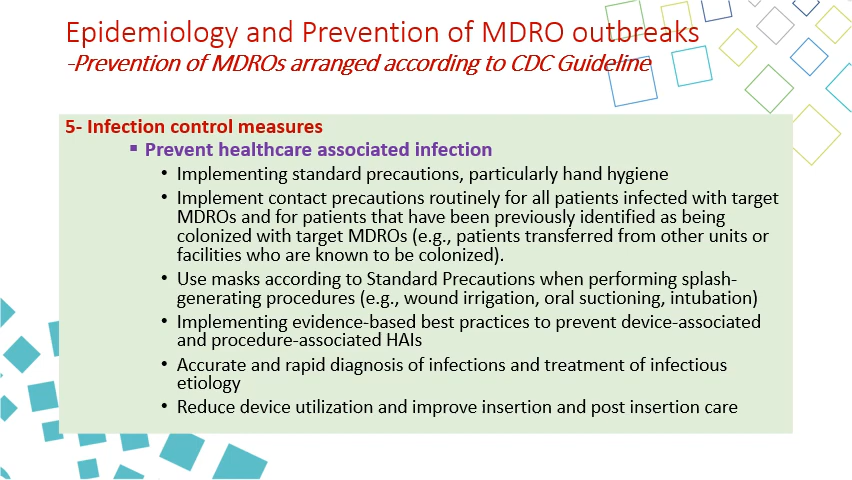 Epidemiology and Prevention of MDRO outbreaks
-Prevention of MDROs arranged according to CDC Guideline
5- Infection control measures
▪ Prevent healthcare associated infection
• Implementing standard precautions, particularly hand hygiene
• Implement contact precautions routinely for all patients infected with target
MDROs and for patients that have been previously identified as being
colonized with target MDROs (e.g., patients transferred from other units or
facilities who are known to be colonized).
• Use masks according to Standard Precautions when performing splash-
generating procedures (e.g., wound irrigation, oral suctioning, intubation)
• Implementing evidence-based best practices to prevent device-associated
and procedure-associated HAIs
• Accurate and rapid diagnosis of infections and treatment of infectious
etiology
• Reduce device utilization and improve insertion and post insertion care